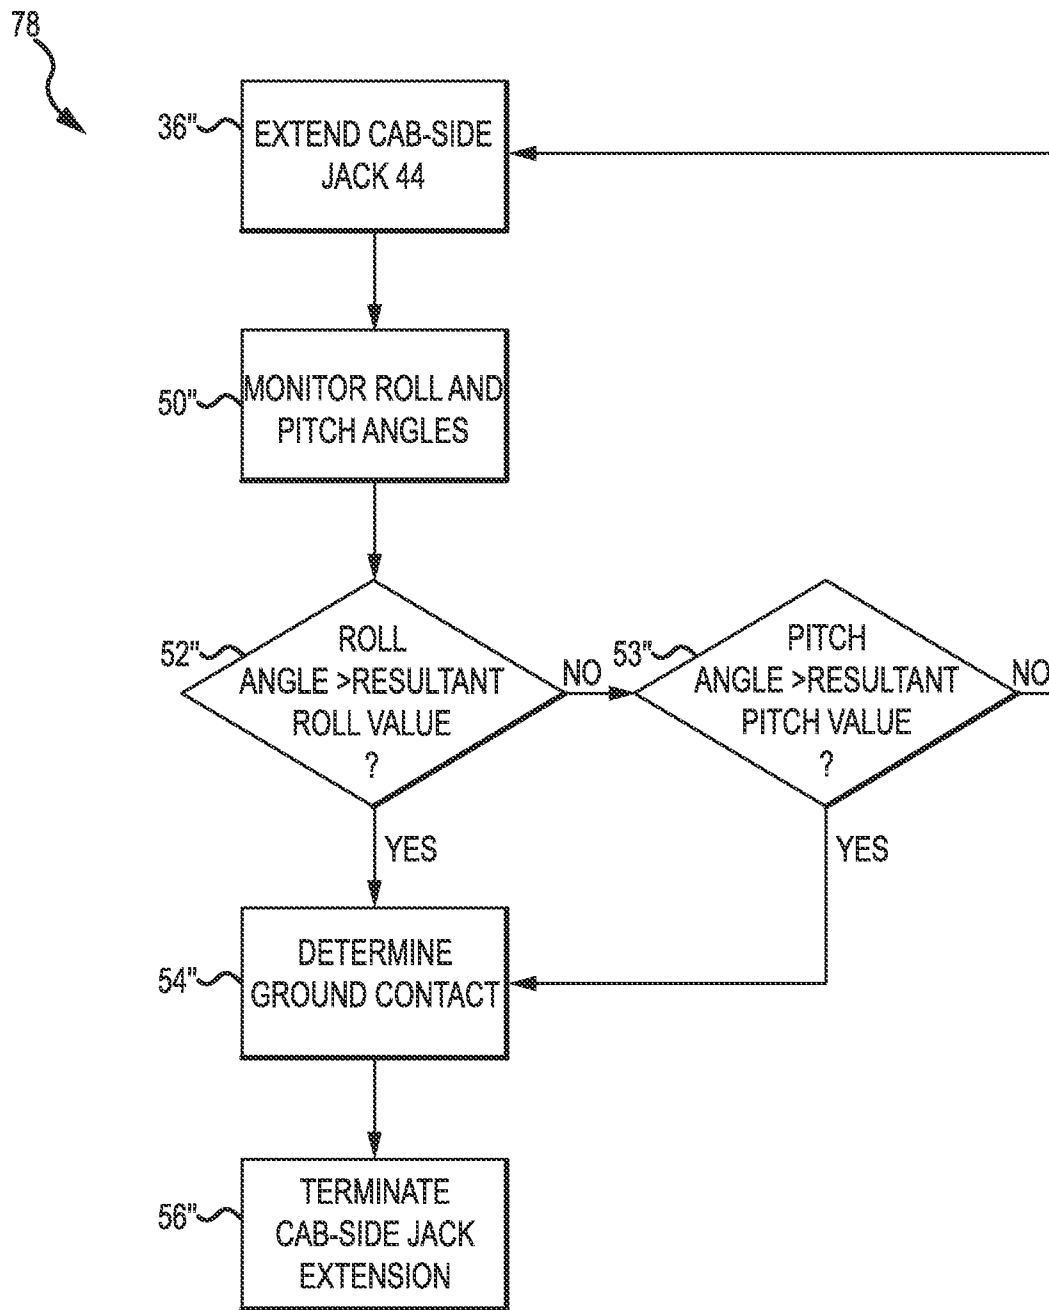 78
36"
EXTEND CAB-SIDE
JACK 44
50"
MONITOR ROLL AND
PITCH ANGLES
52"
ROLL
ANGLE >RESULTANT
ROLL VALUE
?
NO
53"
PITCH
ANGLE >RESULTANT
PITCH VALUE
?
NO
YES
YES
54"
DETERMINE
GROUND CONTACT
56"
TERMINATE
CAB-SIDE JACK
EXTENSION